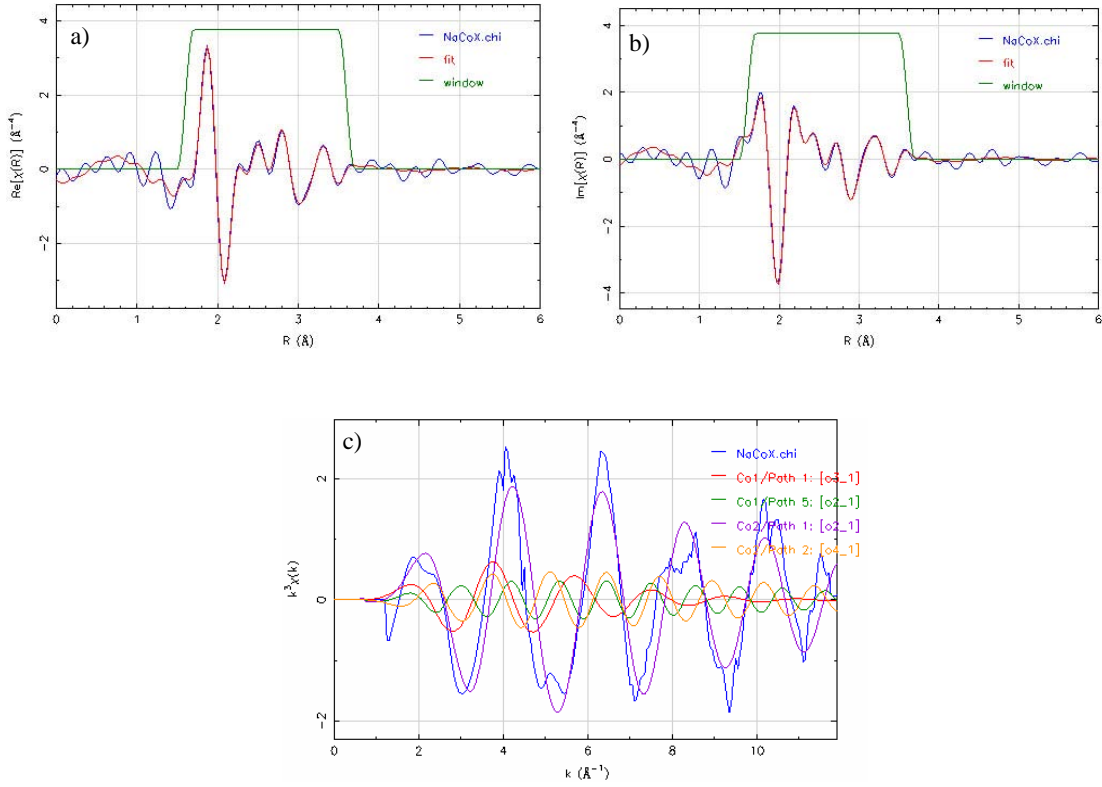 a)
NaCoX.chi
fit
window
Re[χ(R)] (Å⁻⁴)
4
2
0
−2
0 1 2 3 4 5 6
R (Å)
b)
NaCoX.chi
fit
window
Im[χ(R)] (Å⁻⁴)
4
2
0
−2
−4
0 1 2 3 4 5 6
R (Å)
c)
NaCoX.chi
Co1/Path 1: [o3_1]
Co1/Path 5: [o2_1]
Co2/Path 1: [o2_1]
Path 2: [o4_1]
k³χ(k)
2
0
−2
0 2 4 6 8 10
k (Å⁻¹)